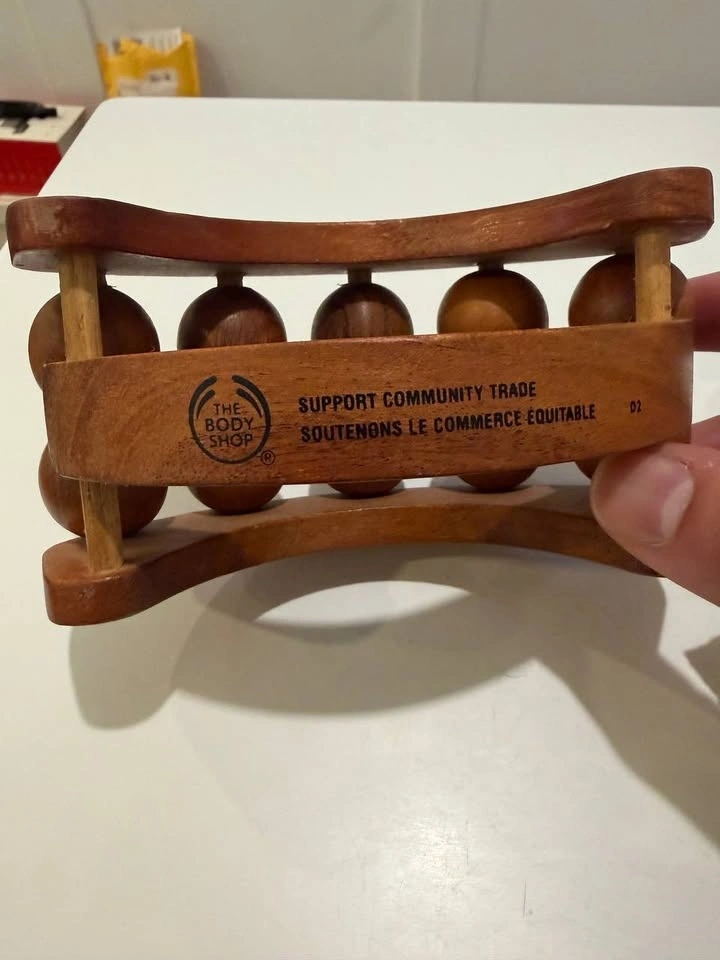 THE
BODY
SHOP
®
SUPPORT COMMUNITY TRADE
SOUTENONS LE COMMERCE ÉQUITABLE
D2